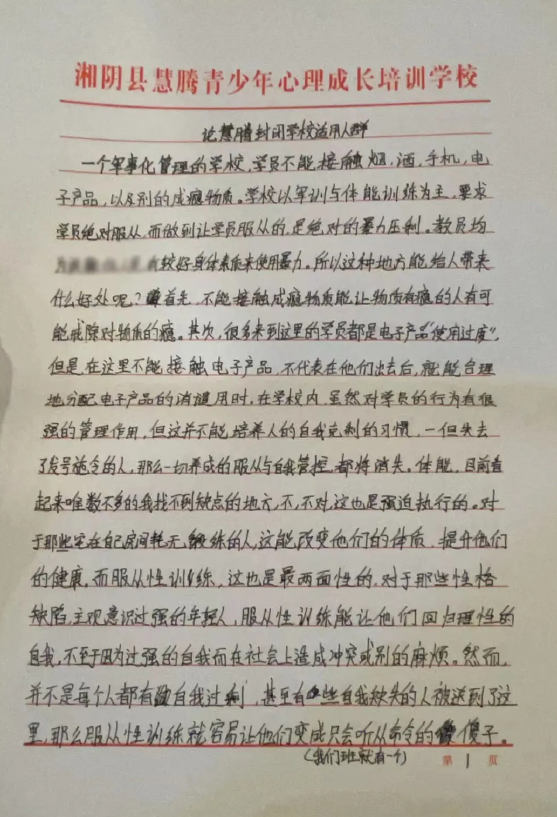 湘阴县慧腾青少年心理成长培训学校
论慧腾封闭学校适用人群
一个军事化管理的学校,学员不能接触烟,酒,手机,电
子产品,以及别的成瘾物质。学校以军训与体能训练为主,要求
学员绝对服从,而做到让学员服从的,是绝对的暴力压制。教员均
较好身体素质来使用暴力。所以这种地方能给人带来
什么好处呢?首先,不能接触成瘾物质能让物质有瘾的人有可
能戒除对物质的瘾。其次,很多来到这里的学员都是电子产品“使用过度”,
但是,在这里不能接触电子产品,不代表在他们出去后,就能合理
地分配电子产品的消遣用时,在学校内,虽然对学员的行为有很
强的管理作用,但这并不能培养人的自我克制的习惯,一但失去
了发号施令的人,那么一切养成的服从与自我管控,都将消失。体能,目前看
起来唯数不多的我找不到缺点的地方,不,不对,这也是强迫执行的。对
于那些宅在自己房间耗无锻练的人,这能改变他们的体质,提升他们
的健康。而服从性训练,这也是最两面性的,对于那些性格
缺陷,主观意识过强的年轻人,服从性训练能让他们回归理性的
自我,不至于因为过强的自我而在社会上造成冲突或别的麻烦。然而,
并不是每个人都有自我过剩,甚至有些自我缺失的人被送到了这
里,那么服从性训练就容易让他们变成只会听从命令的傻子。
(我们班就有一个)
第 1 页